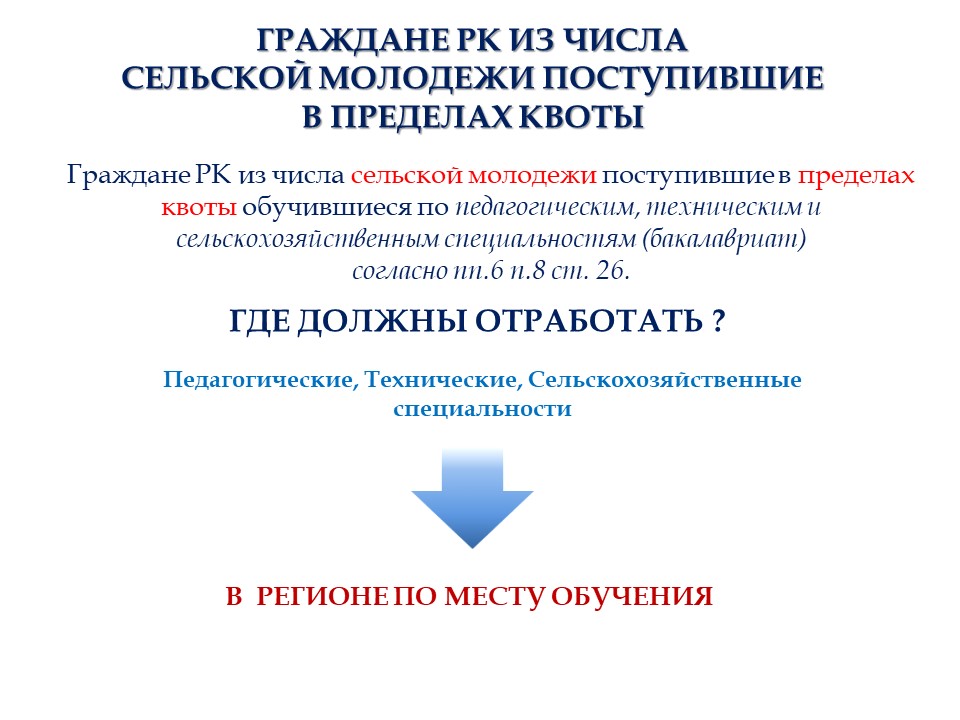 ГРАЖДАНЕ РК ИЗ ЧИСЛА
СЕЛЬСКОЙ МОЛОДЕЖИ ПОСТУПИВШИЕ
В ПРЕДЕЛАХ КВОТЫ
Граждане РК из числа сельской молодежи поступившие в пределах
квоты обучившиеся по педагогическим, техническим и
сельскохозяйственным специальностям (бакалавриат)
согласно пп.6 п.8 ст. 26.
ГДЕ ДОЛЖНЫ ОТРАБОТАТЬ ?
Педагогические, Технические, Сельскохозяйственные
специальности
В РЕГИОНЕ ПО МЕСТУ ОБУЧЕНИЯ